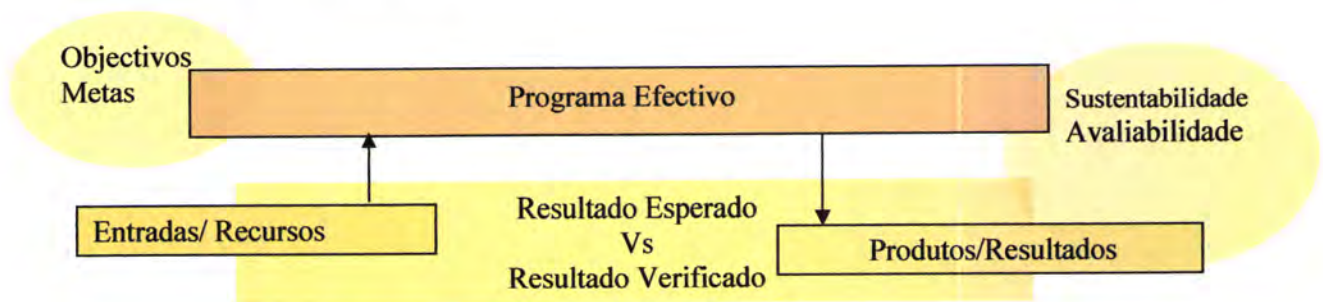 Objectivos
Metas
Programa Efectivo
Sustentabilidade
Avaliabilidade
Entradas/ Recursos
Resultado Esperado
Vs
Resultado Verificado
Produtos/Resultados